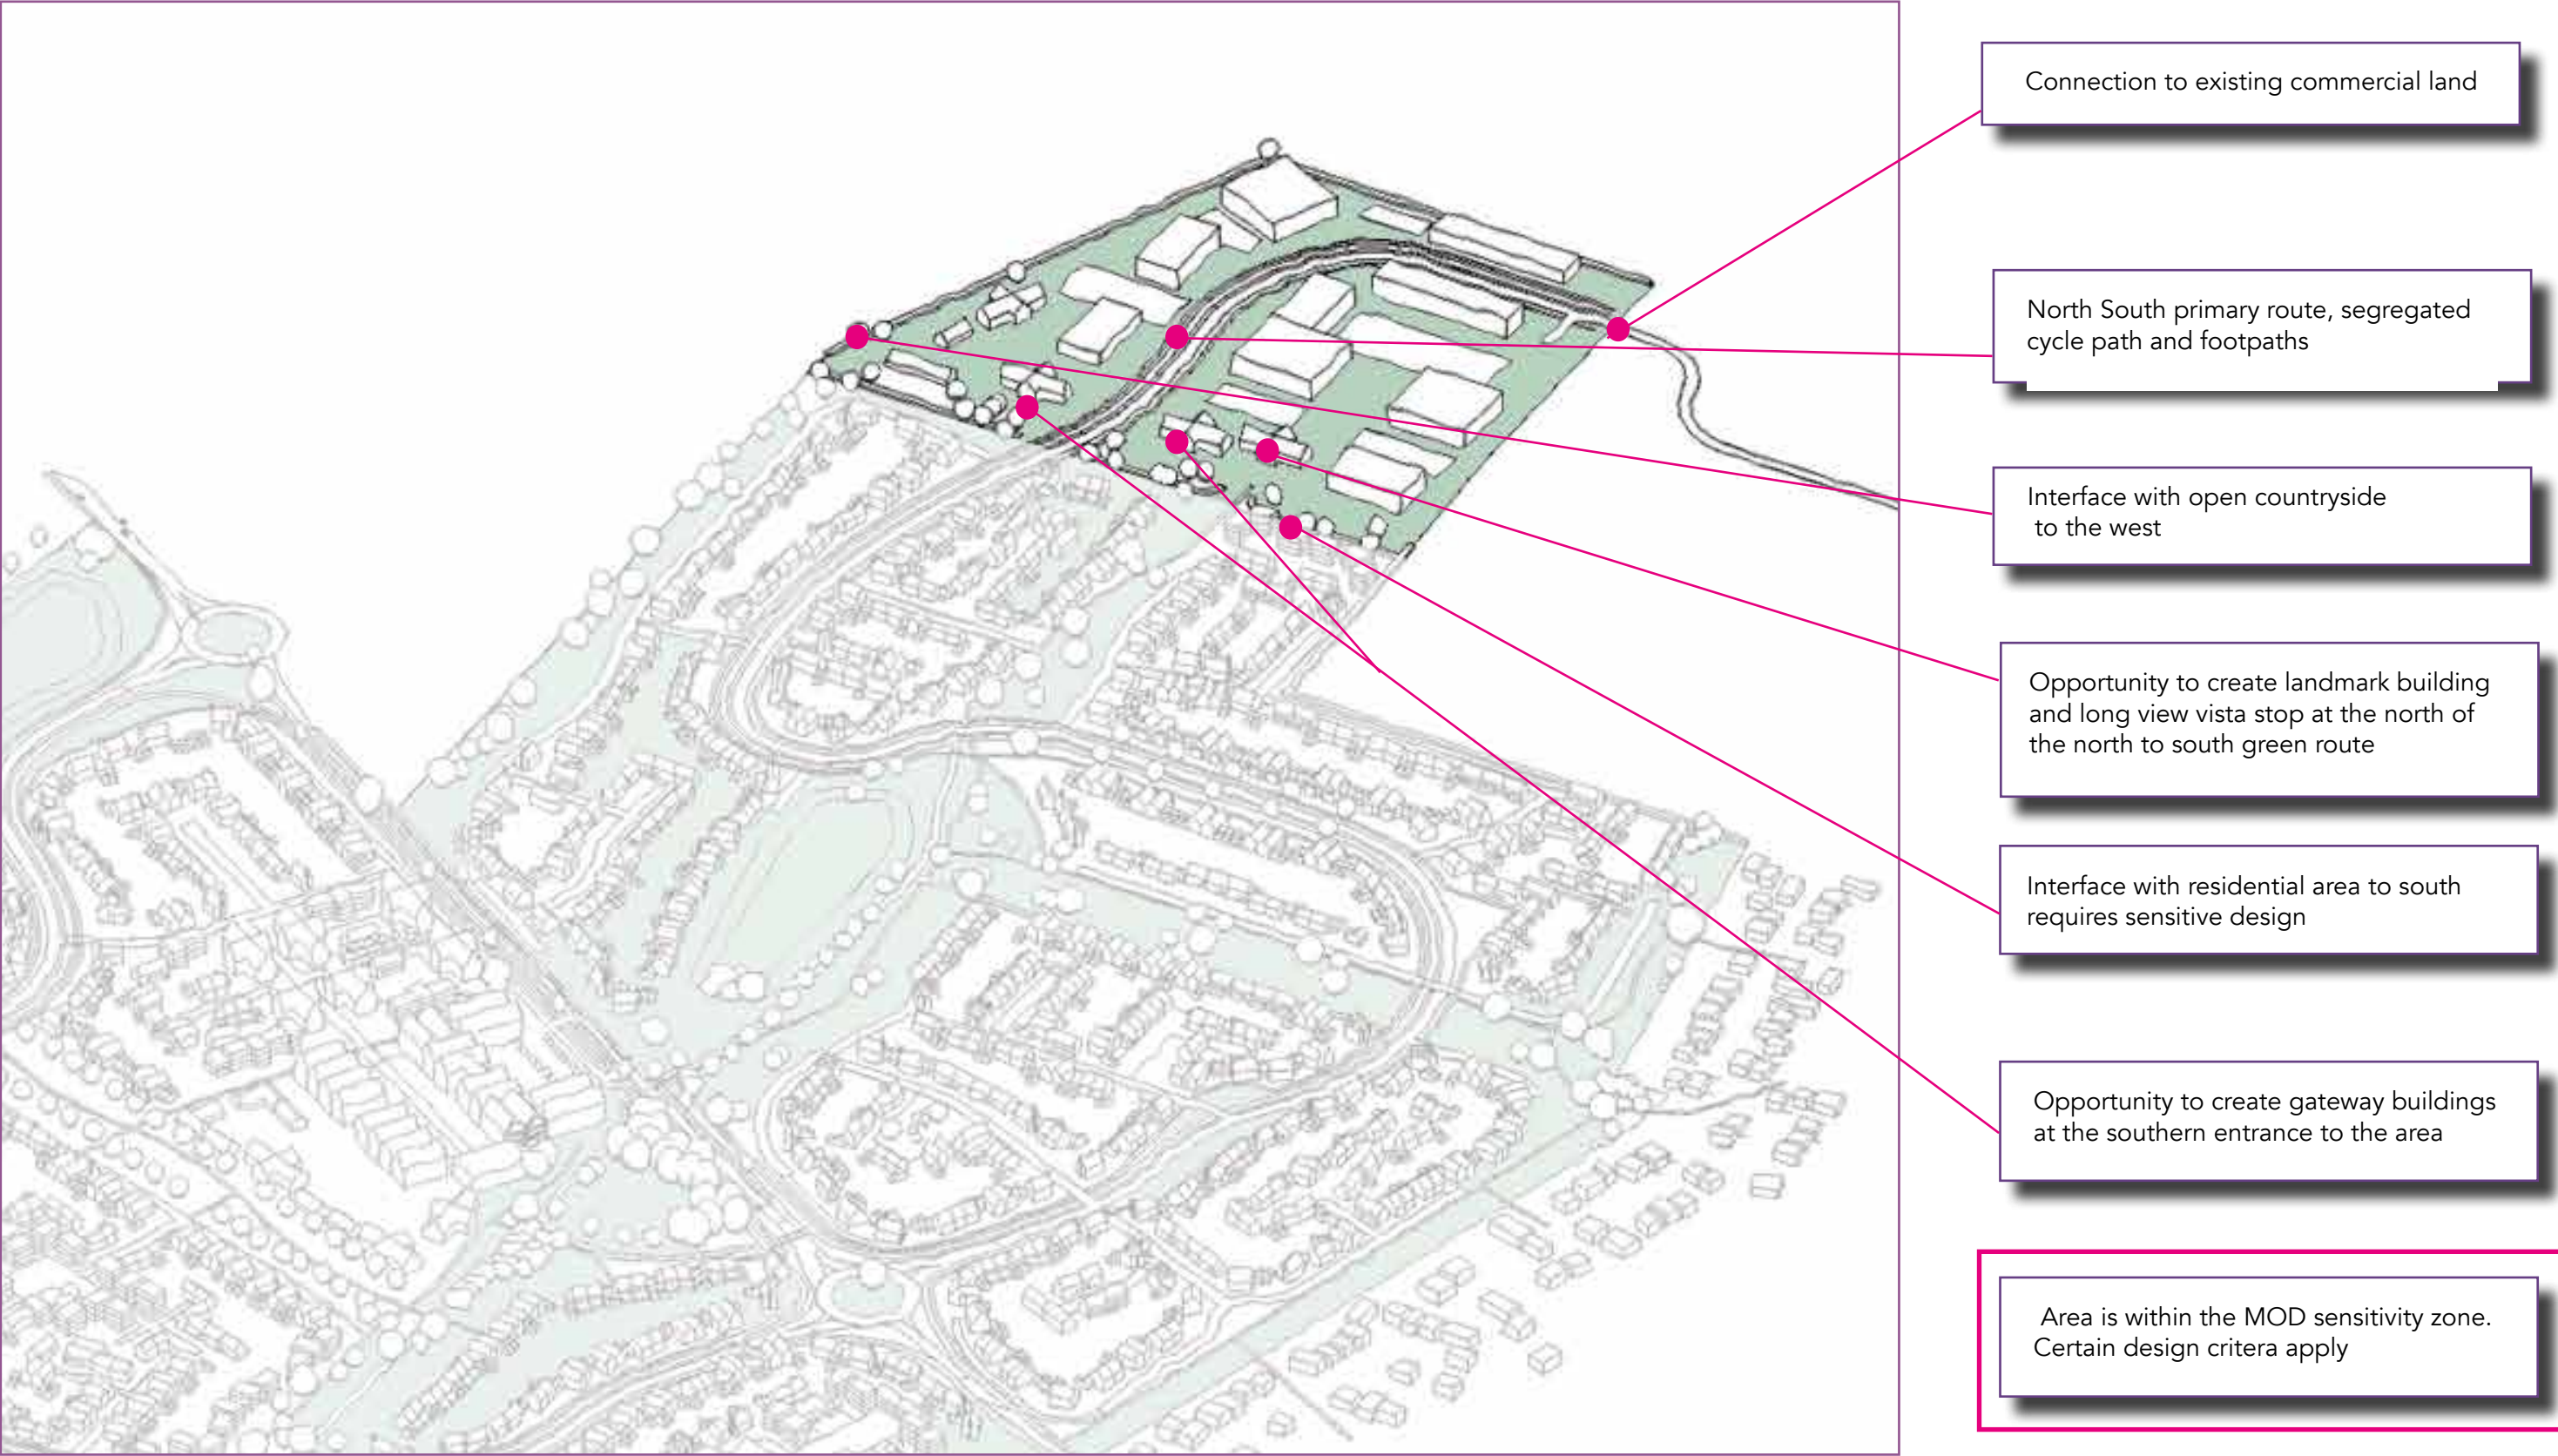 Connection to existing commercial land
North South primary route, segregated
cycle path and footpaths
Interface with open countryside
to the west
Opportunity to create landmark building
and long view vista stop at the north of
the north to south green route
Interface with residential area to south
requires sensitive design
Opportunity to create gateway buildings
at the southern entrance to the area
Area is within the MOD sensitivity zone.
Certain design critera apply